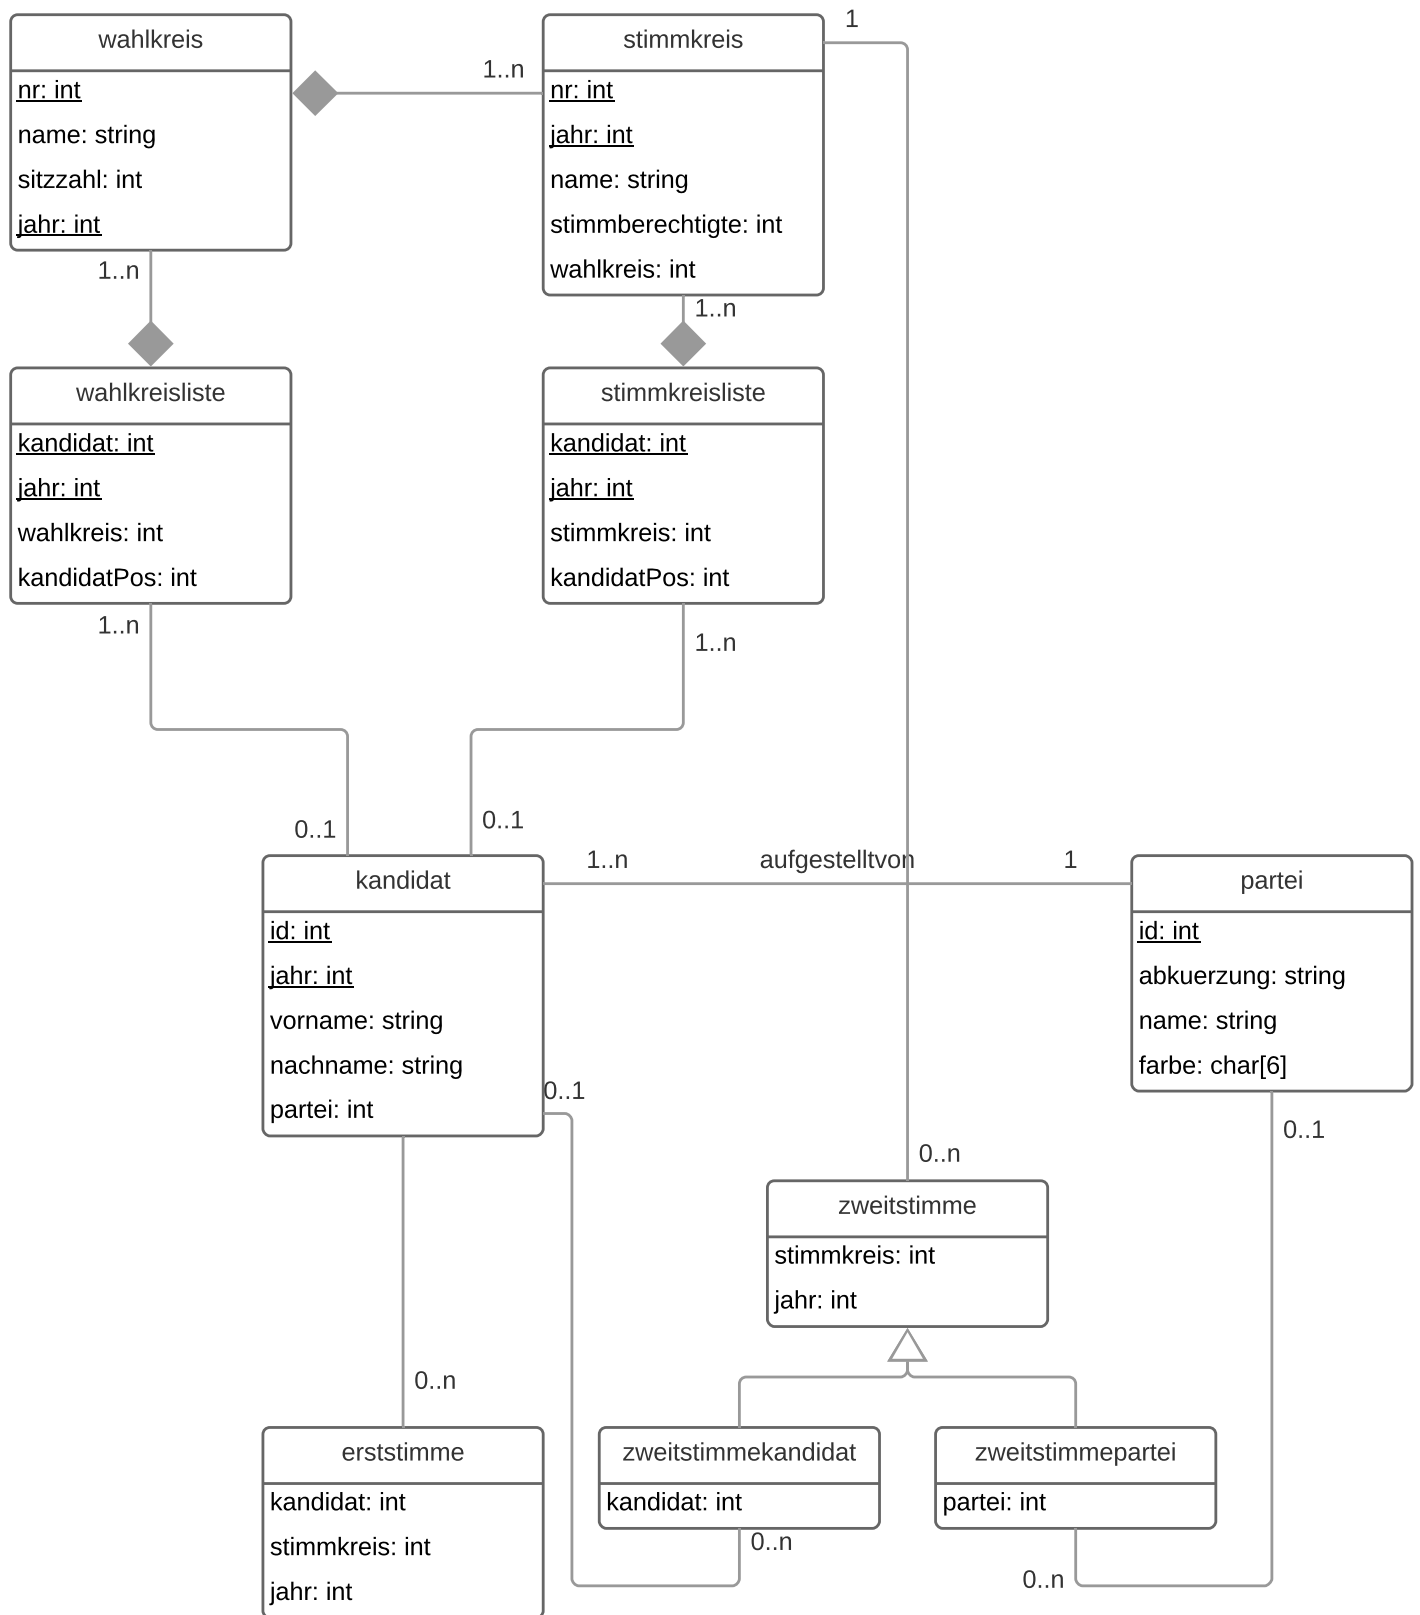 wahlkreis
nr: int
name: string
sitzzahl: int
jahr: int
1..n
stimmkreis
nr: int
jahr: int
name: string
stimmberechtigte: int
wahlkreis: int
1
1..n
1..n
wahlkreisliste
kandidat: int
jahr: int
wahlkreis: int
kandidatPos: int
stimmkreisliste
kandidat: int
jahr: int
stimmkreis: int
kandidatPos: int
1..n
1..n
0..1
0..1
kandidat
id: int
jahr: int
vorname: string
nachname: string
partei: int
1..n
aufgestelltvon
1
partei
id: int
abkuerzung: string
name: string
farbe: char[6]
0..1
0..1
0..n
zweitstimme
stimmkreis: int
jahr: int
0..n
erststimme
kandidat: int
stimmkreis: int
jahr: int
zweitstimmekandidat
kandidat: int
0..n
zweitstimmepartei
partei: int
0..n